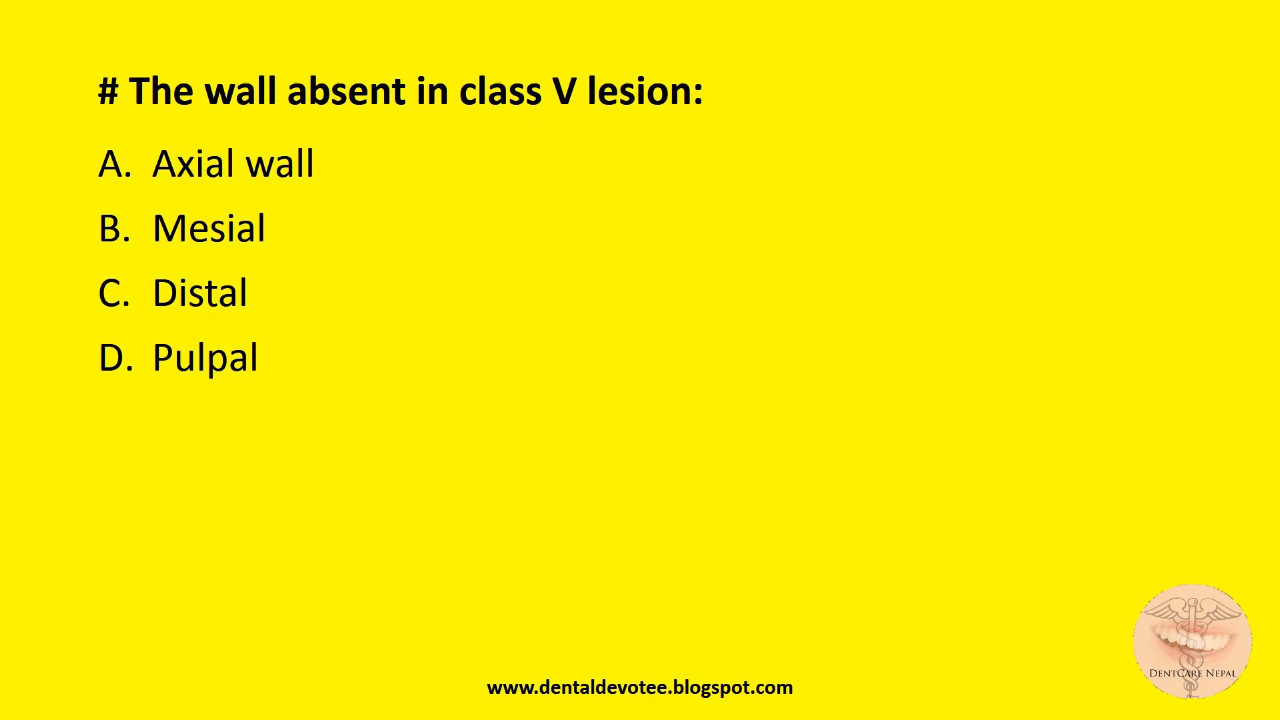 # The wall absent in class V lesion:
A. Axial wall
B. Mesial
C. Distal
D. Pulpal
DentCare Nepal
www.dentaldevotee.blogspot.com